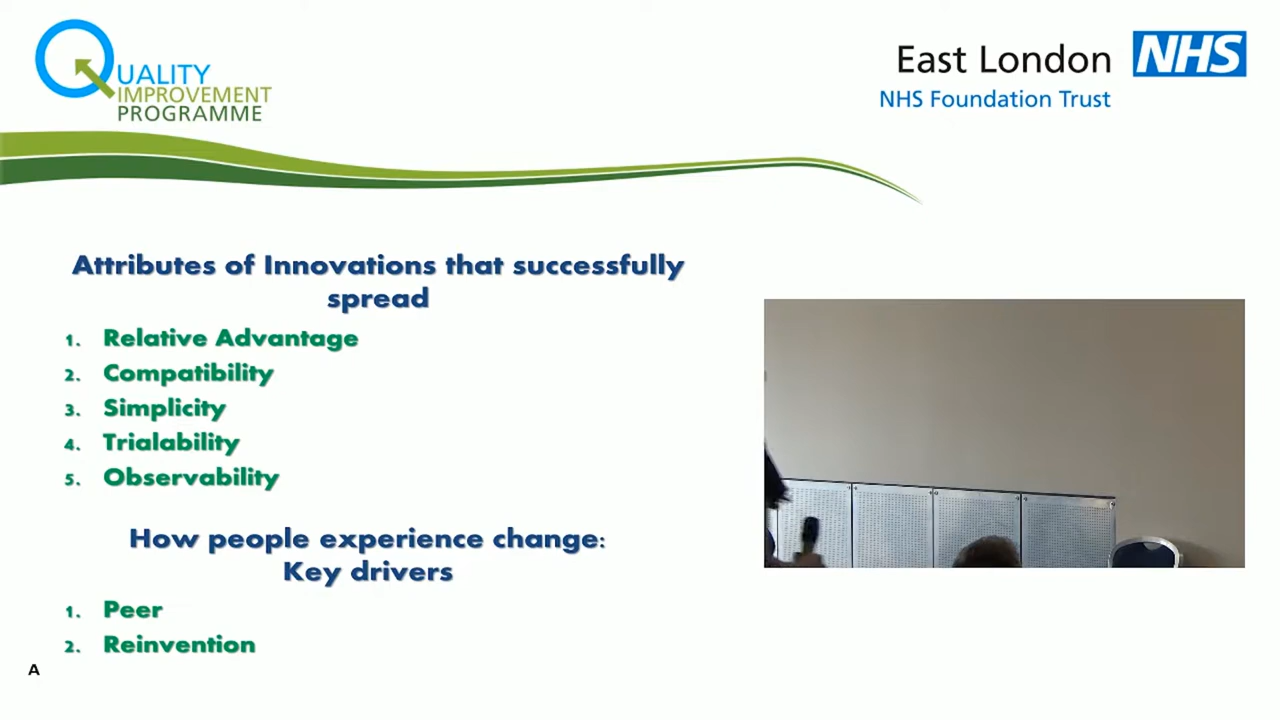 QUALITY
IMPROVEMENT
PROGRAMME
East London NHS
NHS Foundation Trust
Attributes of Innovations that successfully
spread
1. Relative Advantage
2. Compatibility
3. Simplicity
4. Trialability
5. Observability
How people experience change:
Key drivers
1. Peer
2. Reinvention
A